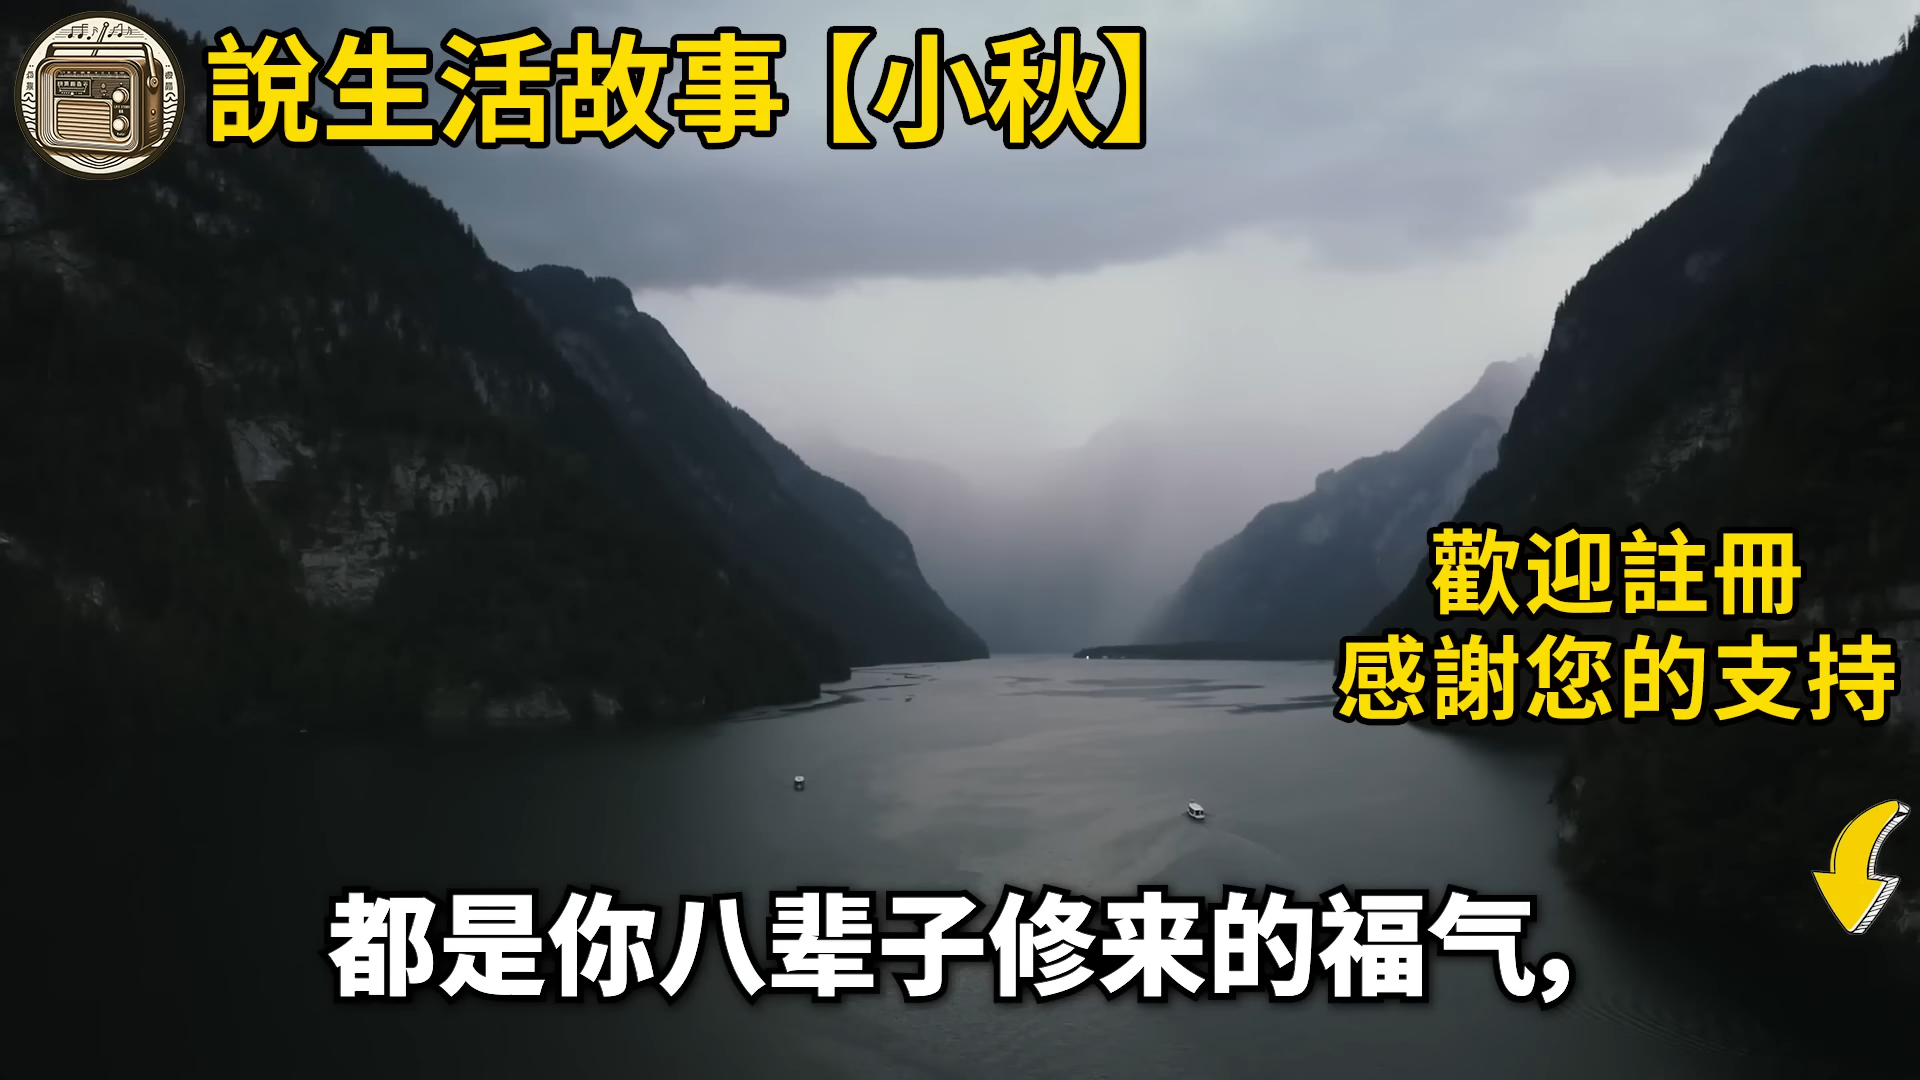 說生活故事【小秋】
歡迎註冊
感謝您的支持
都是你八辈子修来的福气,